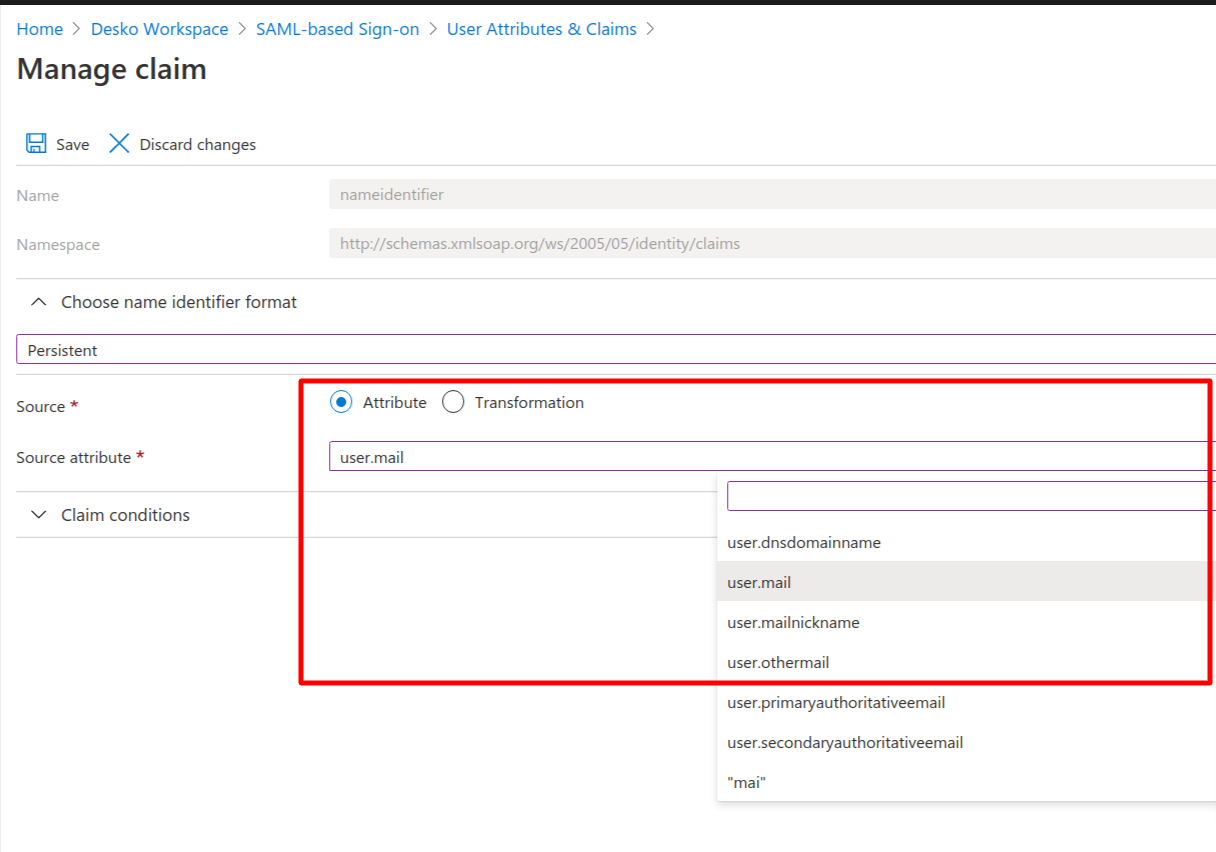 Home > Desko Workspace > SAML-based Sign-on > User Attributes & Claims >
Manage claim
Save Discard changes
Name nameidentifier
Namespace http://schemas.xmlsoap.org/ws/2005/05/identity/claims
Choose name identifier format
Persistent
Source * Attribute Transformation
Source attribute * user.mail
Claim conditions
user.dnsdomainname
user.mail
user.mailnickname
user.othermail
user.primaryauthoritativeemail
user.secondaryauthoritativeemail
"mai"